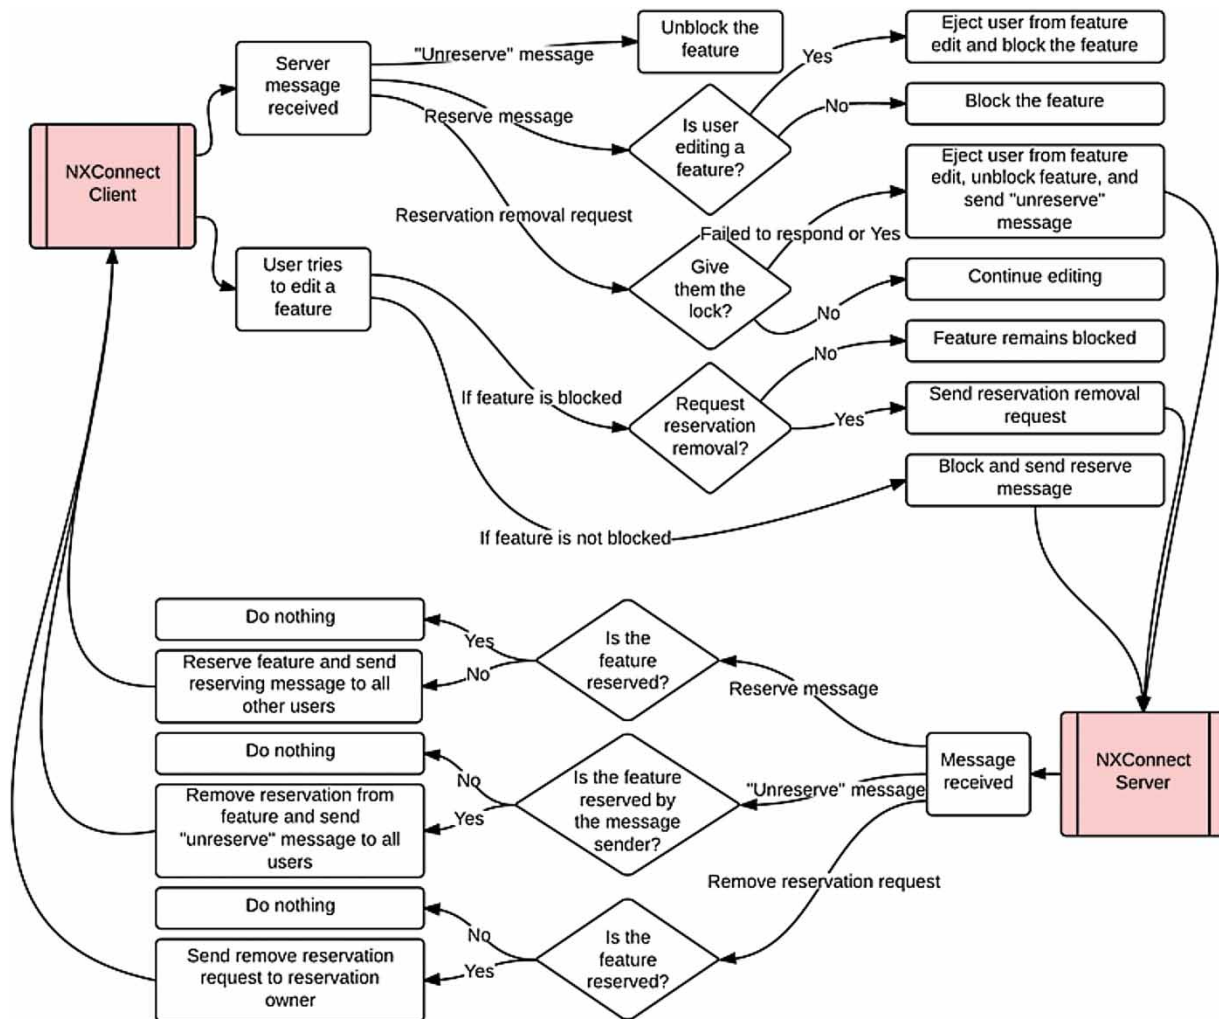 Server
message
received
"Unreserve" message
Unblock the
feature
Yes
Eject user from feature
edit and block the feature
Reserve message
Is user
editing a
feature?
No
Block the feature
NXConnect
Client
Reservation removal request
Failed to respond or Yes
Eject user from feature
edit, unblock feature, and
send "unreserve"
message
User tries
to edit a
feature
Give
them the
lock?
No
Continue editing
If feature is blocked
Request
reservation
removal?
No
Feature remains blocked
Yes
Send reservation removal
request
If feature is not blocked
Block and send reserve
message
Do nothing
Yes
Is the
feature
reserved?
No
Reserve feature and send
reserving message to all
other users
Reserve message
Do nothing
No
Is the feature
reserved by
the message
sender?
Yes
Remove reservation from
feature and send
"unreserve" message to all
users
"Unreserve" message
Message
received
NXConnect
Server
Remove reservation request
Do nothing
No
Is the
feature
reserved?
Yes
Send remove reservation
request to reservation
owner